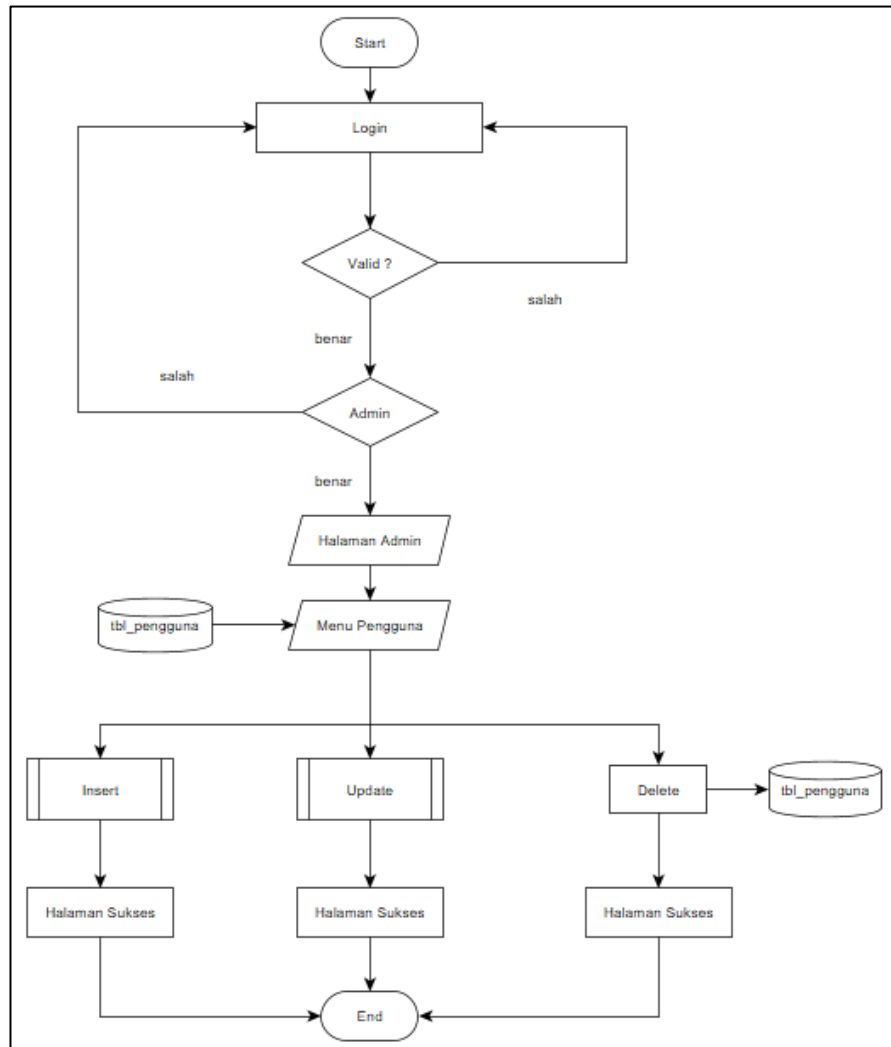 Start
Login
Valid ?
salah
benar
salah
Admin
benar
Halaman Admin
tbl_pengguna
Menu Pengguna
Insert
Update
Delete
tbl_pengguna
Halaman Sukses
Halaman Sukses
Halaman Sukses
End